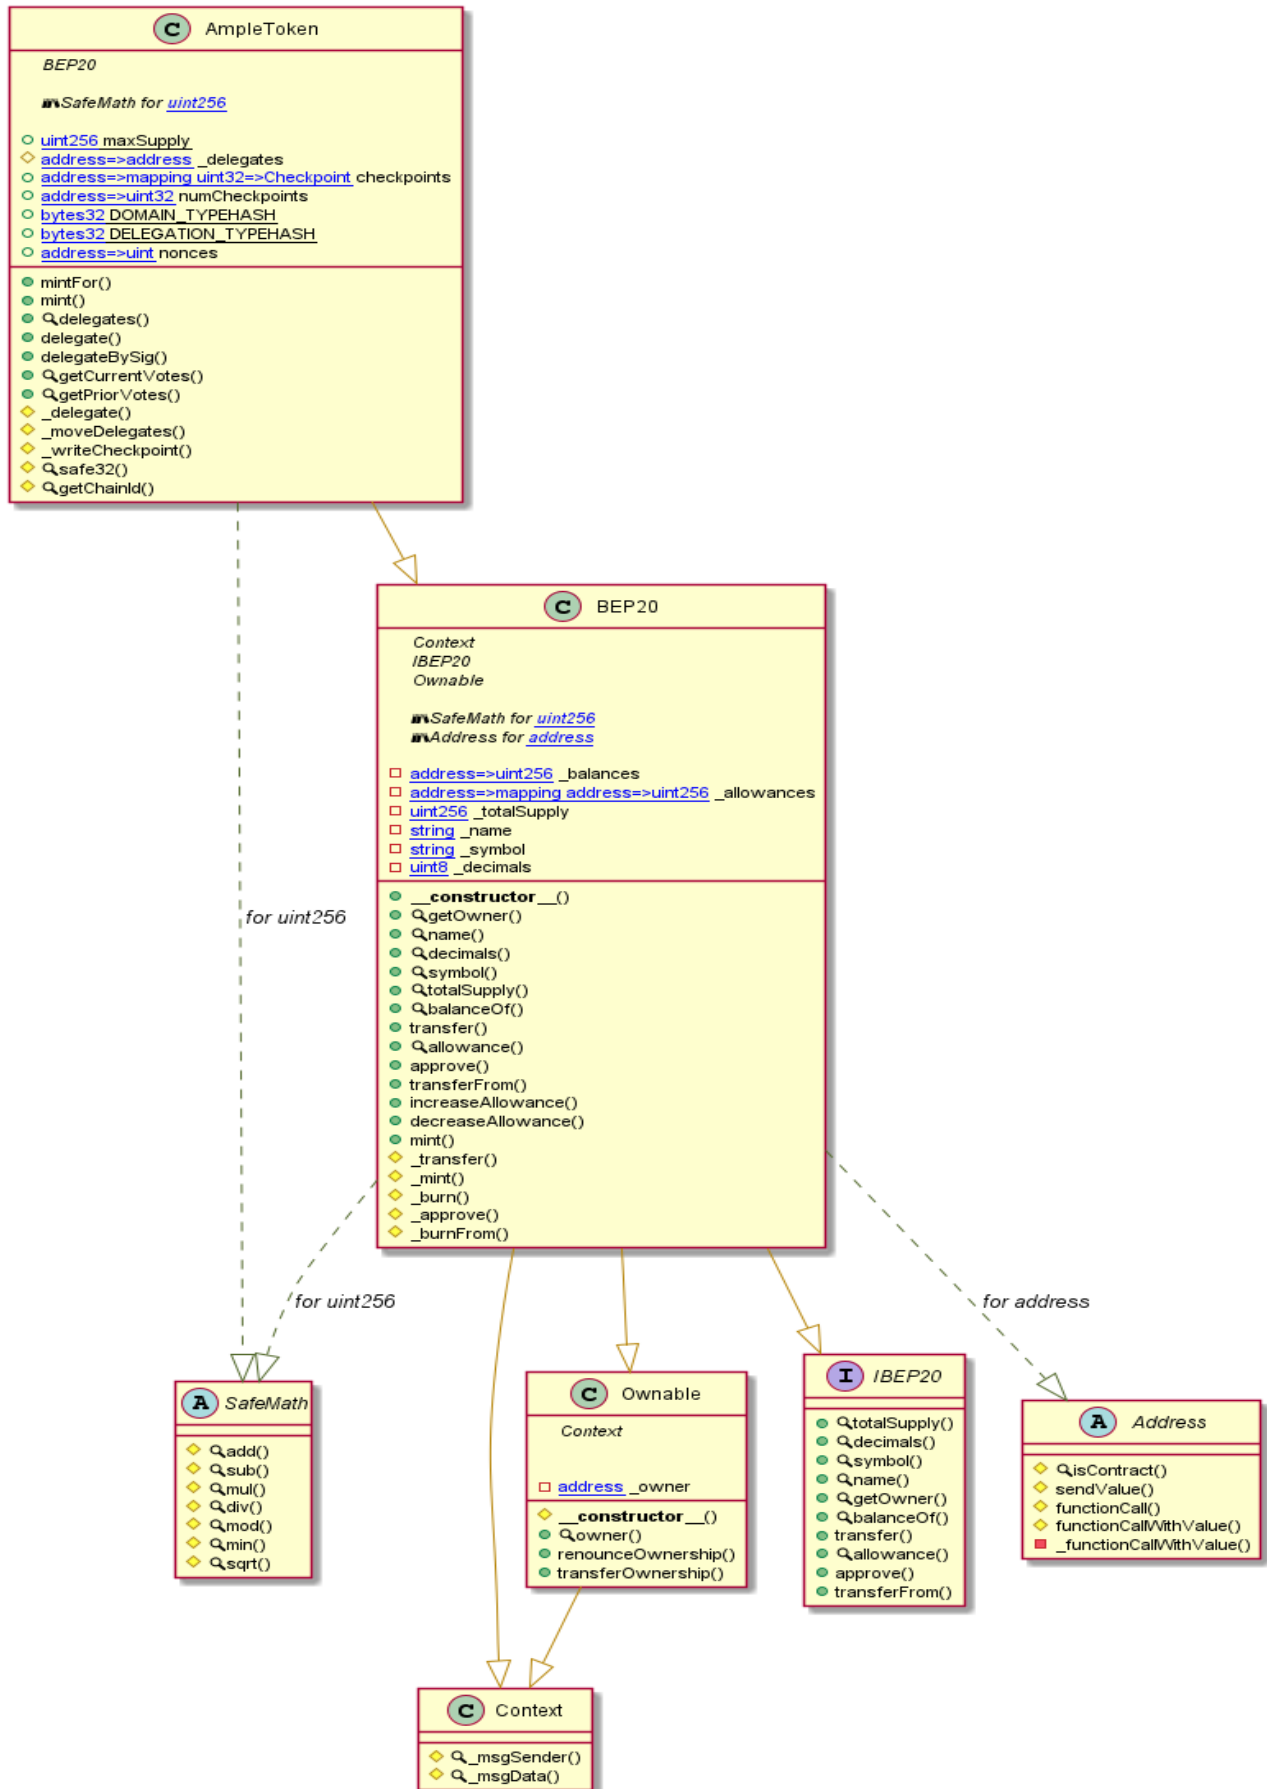 C AmpleToken
BEP20
SafeMath for uint256
uint256 maxSupply
address=>address _delegates
address=>mapping uint32=>Checkpoint checkpoints
address=>uint32 numCheckpoints
bytes32 DOMAIN_TYPEHASH
bytes32 DELEGATION_TYPEHASH
address=>uint nonces
mintFor()
mint()
delegates()
delegate()
delegateBySig()
getCurrentVotes()
getPriorVotes()
_delegate()
_moveDelegates()
_writeCheckpoint()
safe32()
getChainId()
C BEP20
Context
IBEP20
Ownable
SafeMath for uint256
Address for address
address=>uint256 _balances
address=>mapping address=>uint256 _allowances
uint256 _totalSupply
string _name
string _symbol
uint8 _decimals
__constructor__()
getOwner()
name()
decimals()
symbol()
totalSupply()
balanceOf()
transfer()
allowance()
approve()
transferFrom()
increaseAllowance()
decreaseAllowance()
mint()
_transfer()
_mint()
_burn()
_approve()
_burnFrom()
for uint256
for uint256
for address
A SafeMath
add()
sub()
mul()
div()
mod()
min()
sqrt()
C Ownable
Context
address _owner
__constructor__()
owner()
renounceOwnership()
transferOwnership()
I IBEP20
totalSupply()
decimals()
symbol()
name()
getOwner()
balanceOf()
transfer()
allowance()
approve()
transferFrom()
A Address
isContract()
sendValue()
functionCall()
functionCallWithValue()
_functionCallWithValue()
C Context
_msgSender()
_msgData()